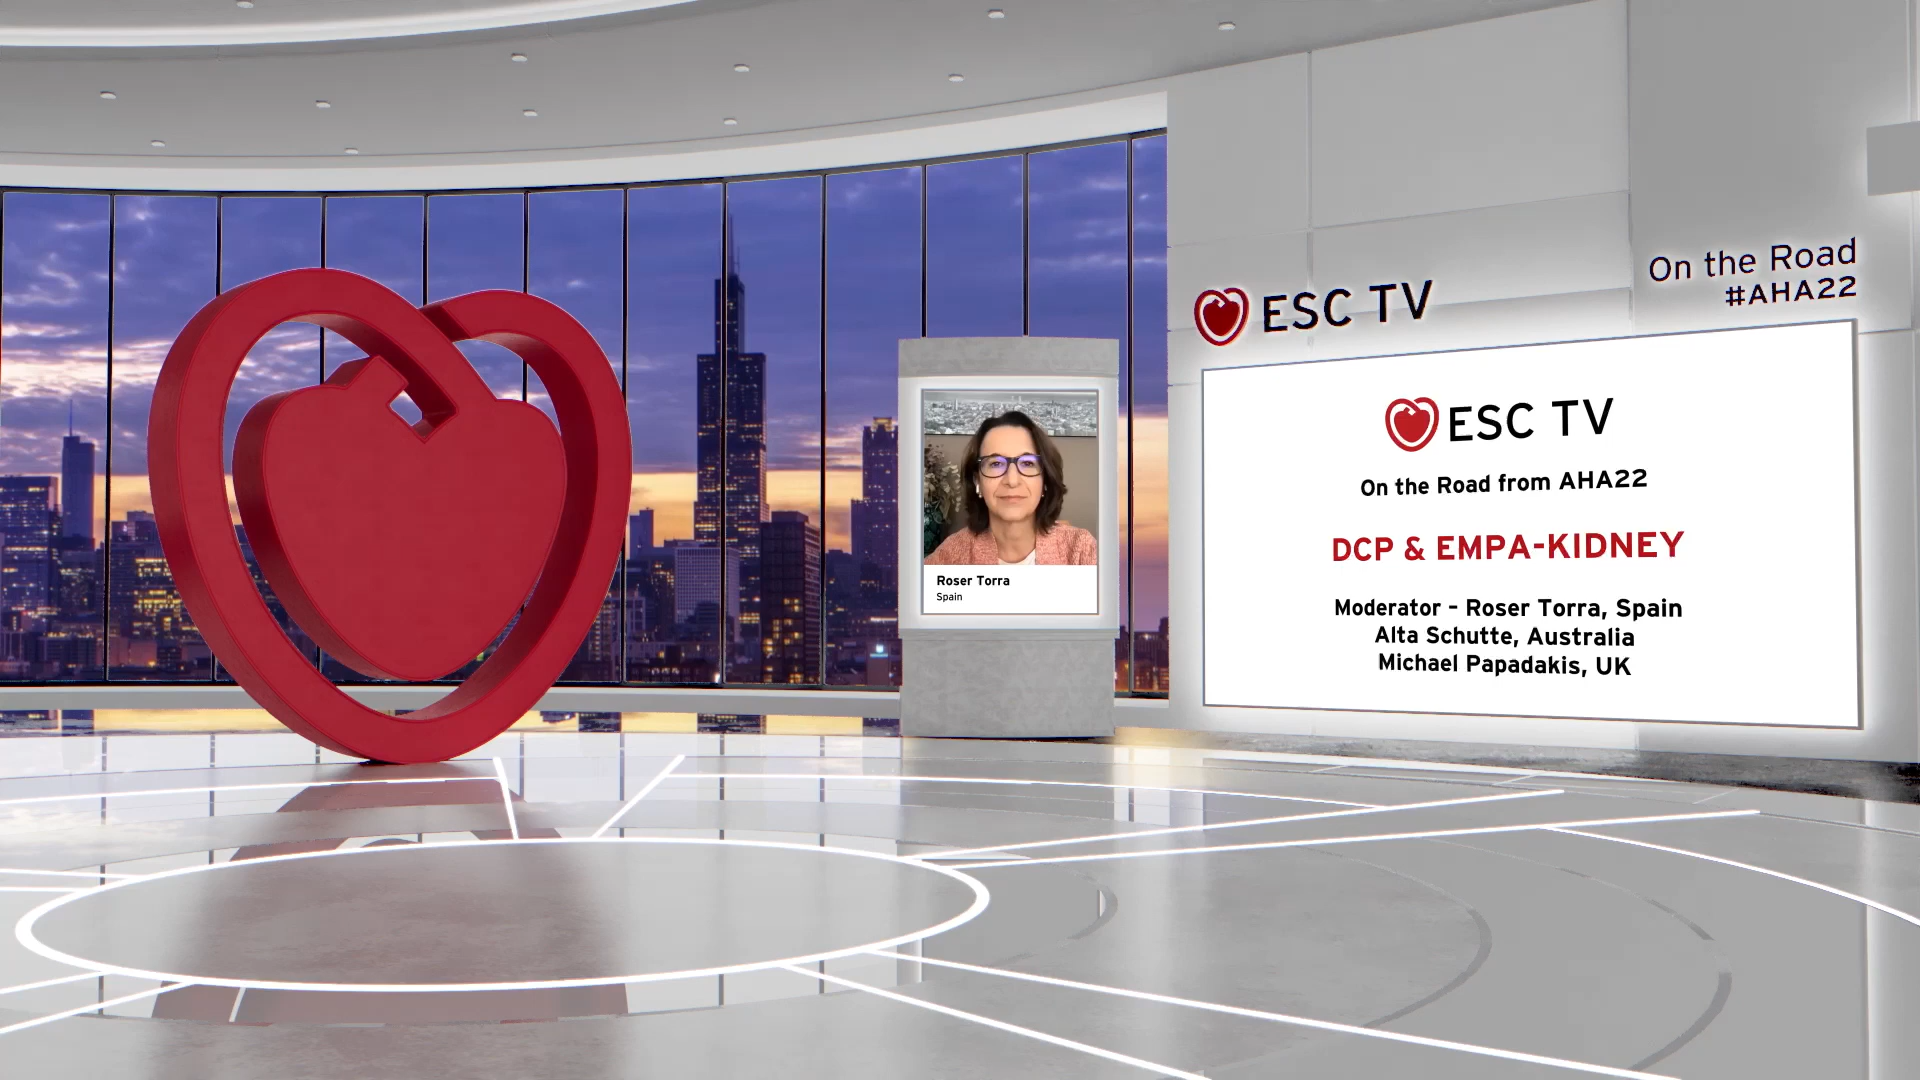 On the Road
#AHA22
ESC TV
ESC TV
On the Road from AHA22
DCP & EMPA-KIDNEY
Moderator - Roser Torra, Spain
Alta Schutte, Australia
Michael Papadakis, UK
Roser Torra
Spain